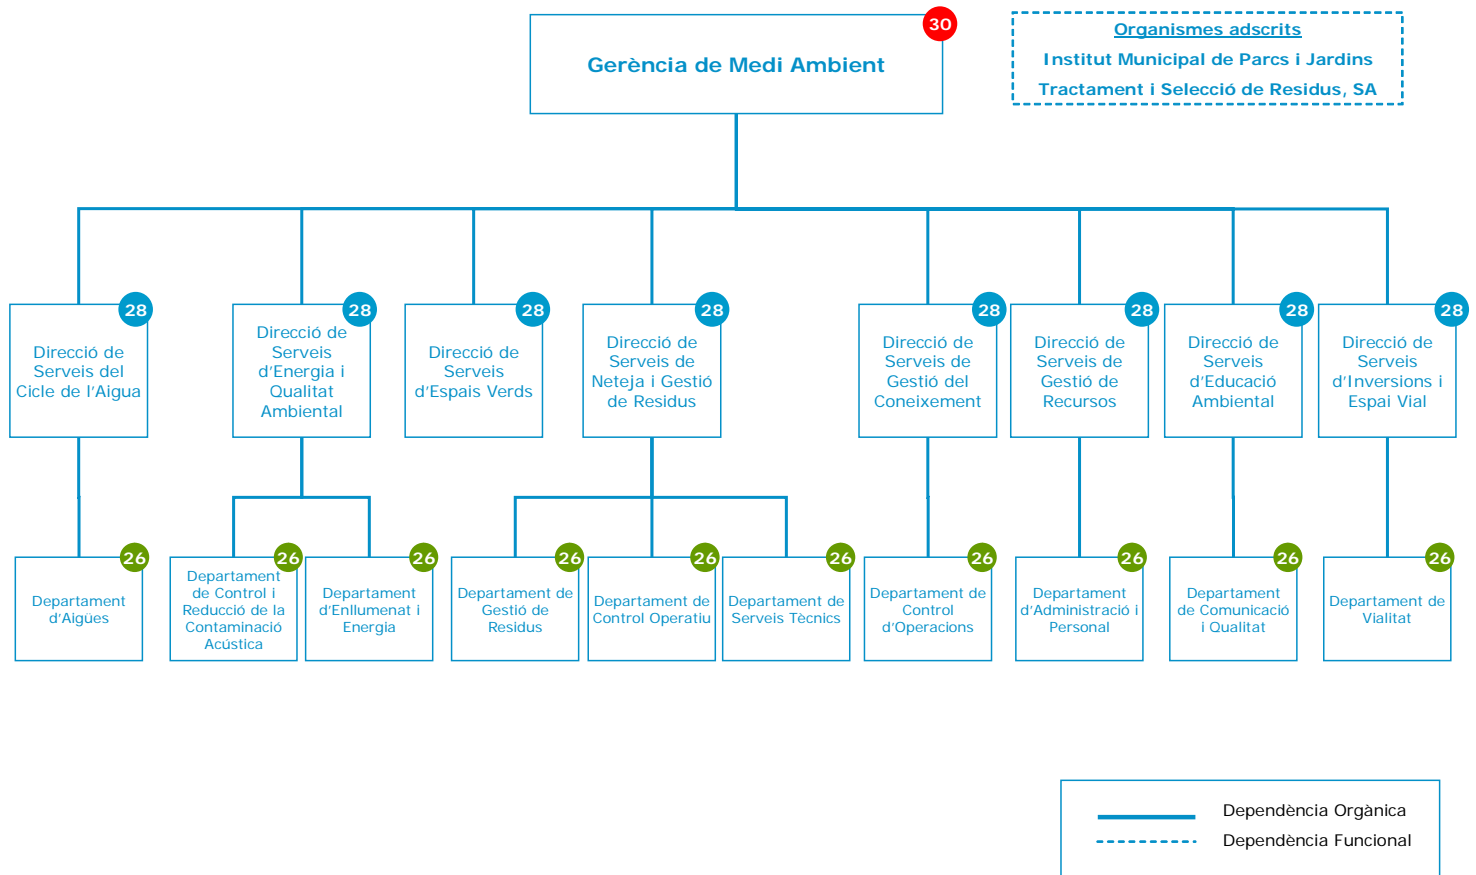 30
Gerència de Medi Ambient
Organismes adscrits
Institut Municipal de Parcs i Jardins
Tractament i Selecció de Residus, SA
28
Direcció de
Serveis del
Cicle de l'Aigua
28
Direcció de
Serveis
d'Energia i
Qualitat
Ambiental
28
Direcció de
Serveis
d'Espais Verds
28
Direcció de
Serveis de
Neteja i Gestió
de Residus
28
Direcció de
Serveis de
Gestió del
Coneixement
28
Direcció de
Serveis de
Gestió de
Recursos
28
Direcció de
Serveis
d'Educació
Ambiental
28
Direcció de
Serveis
d'Inversions i
Espai Vial
26
Departament
d'Aigües
26
Departament
de Control i
Reducció de la
Contaminació
Acústica
26
Departament
d'Enllumenat i
Energia
26
Departament de
Gestió de
Residus
26
Departament de
Control Operatiu
26
Departament de
Serveis Tècnics
26
Departament de
Control
d'Operacions
26
Departament
d'Administració i
Personal
26
Departament
de Comunicació
i Qualitat
26
Departament de
Vialitat
Dependència Orgànica
Dependència Funcional